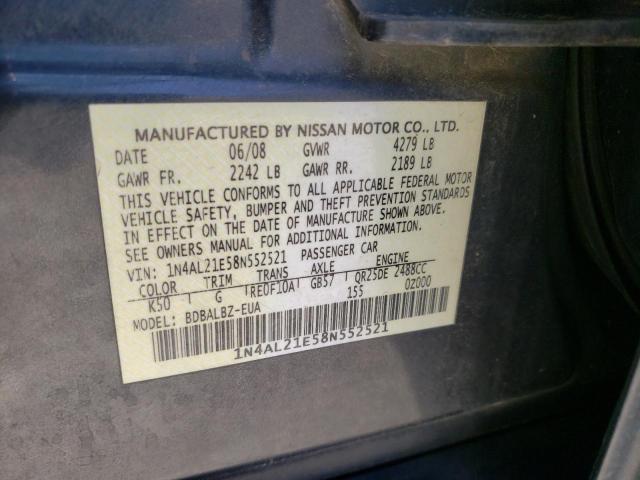 MANUFACTURED BY NISSAN MOTOR CO., LTD.
DATE 06/08 GVWR 4279 LB
GAWR FR. 2242 LB GAWR RR. 2189 LB
THIS VEHICLE CONFORMS TO ALL APPLICABLE FEDERAL MOTOR
VEHICLE SAFETY, BUMPER AND THEFT PREVENTION STANDARDS
IN EFFECT ON THE DATE OF MANUFACTURE SHOWN ABOVE.
SEE OWNERS MANUAL FOR ADDITIONAL INFORMATION.
VIN: 1N4AL21E58N552521 PASSENGER CAR
COLOR TRIM TRANS AXLE ENGINE
K50 G RE0F10A GB57 QR25DE 2488CC
155 0Z000
MODEL: BDBALBZ-EUA
1N4AL21E58N552521